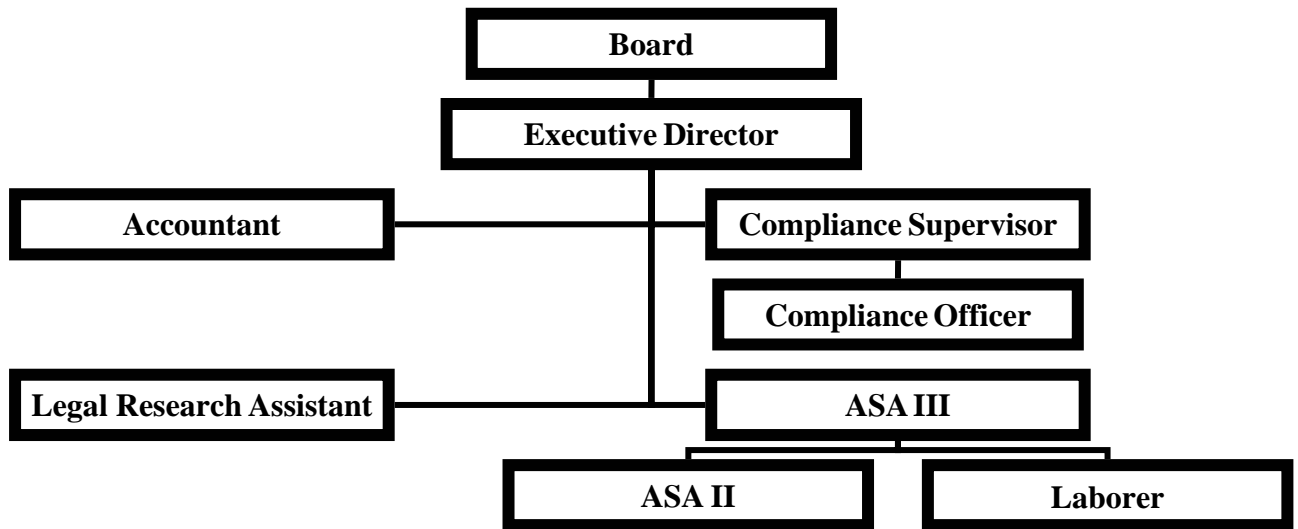 Board
Executive Director
Accountant
Compliance Supervisor
Compliance Officer
Legal Research Assistant
ASA III
ASA II
Laborer